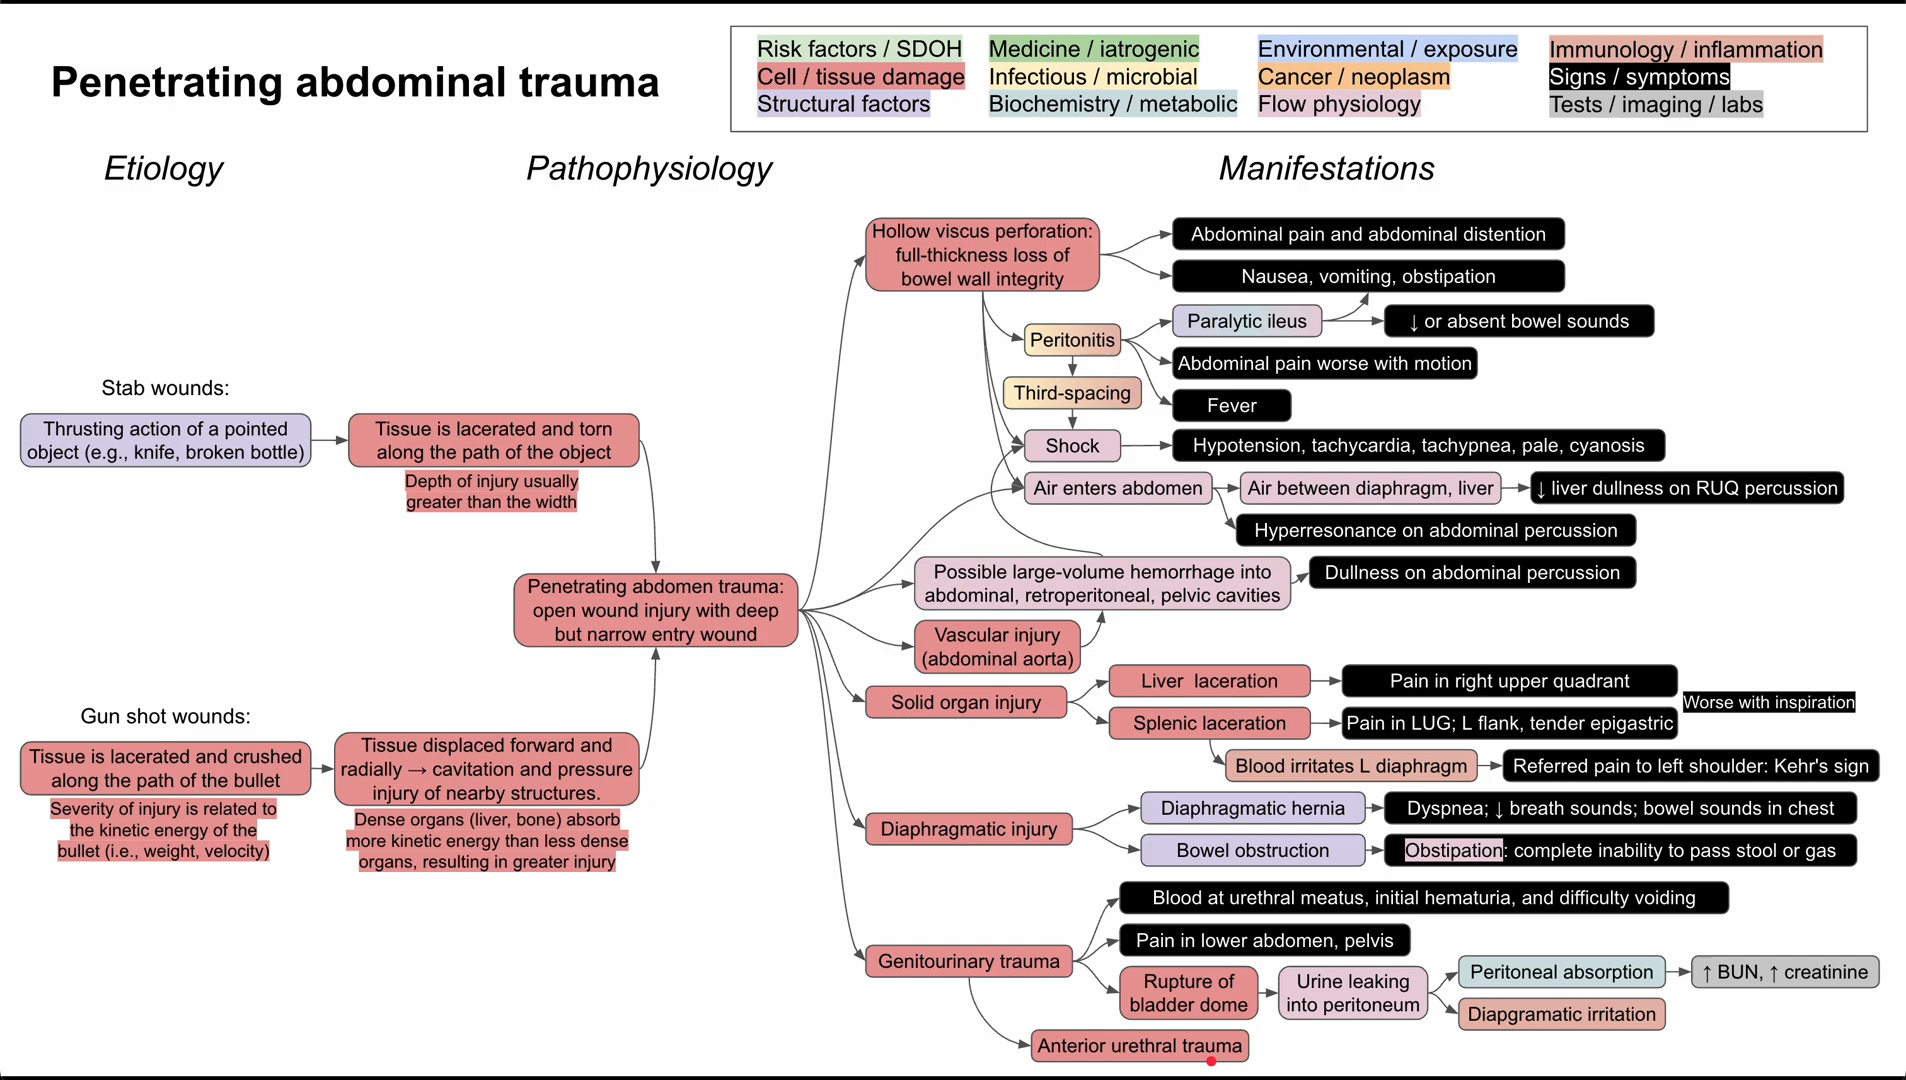 Penetrating abdominal trauma
Risk factors / SDOH
Cell / tissue damage
Structural factors
Medicine / iatrogenic
Infectious / microbial
Biochemistry / metabolic
Environmental / exposure
Cancer / neoplasm
Flow physiology
Immunology / inflammation
Signs / symptoms
Tests / imaging / labs
Etiology
Pathophysiology
Manifestations
Stab wounds:
Thrusting action of a pointed
object (e.g., knife, broken bottle)
Tissue is lacerated and torn
along the path of the object
Depth of injury usually
greater than the width
Gun shot wounds:
Tissue is lacerated and crushed
along the path of the bullet
Severity of injury is related to
the kinetic energy of the
bullet (i.e., weight, velocity)
Tissue displaced forward and
radially → cavitation and pressure
injury of nearby structures.
Dense organs (liver, bone) absorb
more kinetic energy than less dense
organs, resulting in greater injury
Penetrating abdomen trauma:
open wound injury with deep
but narrow entry wound
Hollow viscus perforation:
full-thickness loss of
bowel wall integrity
Abdominal pain and abdominal distention
Nausea, vomiting, obstipation
Peritonitis
Paralytic ileus
↓ or absent bowel sounds
Abdominal pain worse with motion
Third-spacing
Fever
Shock
Hypotension, tachycardia, tachypnea, pale, cyanosis
Air enters abdomen
Air between diaphragm, liver
↓ liver dullness on RUQ percussion
Hyperresonance on abdominal percussion
Possible large-volume hemorrhage into
abdominal, retroperitoneal, pelvic cavities
Dullness on abdominal percussion
Vascular injury
(abdominal aorta)
Solid organ injury
Liver laceration
Pain in right upper quadrant
Worse with inspiration
Splenic laceration
Pain in LUG; L flank, tender epigastric
Blood irritates L diaphragm
Referred pain to left shoulder: Kehr's sign
Diaphragmatic injury
Diaphragmatic hernia
Dyspnea; ↓ breath sounds; bowel sounds in chest
Bowel obstruction
Obstipation: complete inability to pass stool or gas
Genitourinary trauma
Blood at urethral meatus, initial hematuria, and difficulty voiding
Pain in lower abdomen, pelvis
Rupture of
bladder dome
Urine leaking
into peritoneum
Peritoneal absorption
↑ BUN, ↑ creatinine
Diapgramatic irritation
Anterior urethral trauma